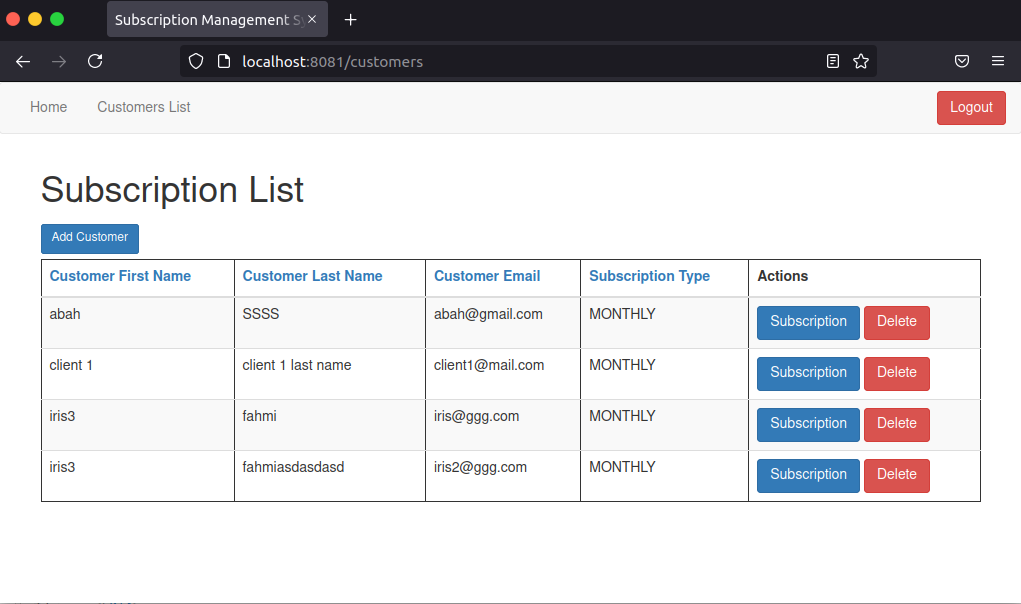 Subscription Management Sy
localhost:8081/customers
Home Customers List Logout
Subscription List
Add Customer
Customer First Name Customer Last Name Customer Email Subscription Type Actions
abah SSSS abah@gmail.com MONTHLY Subscription Delete
client 1 client 1 last name client1@mail.com MONTHLY Subscription Delete
iris3 fahmi iris@ggg.com MONTHLY Subscription Delete
iris3 fahmiasdasdasd iris2@ggg.com MONTHLY Subscription Delete